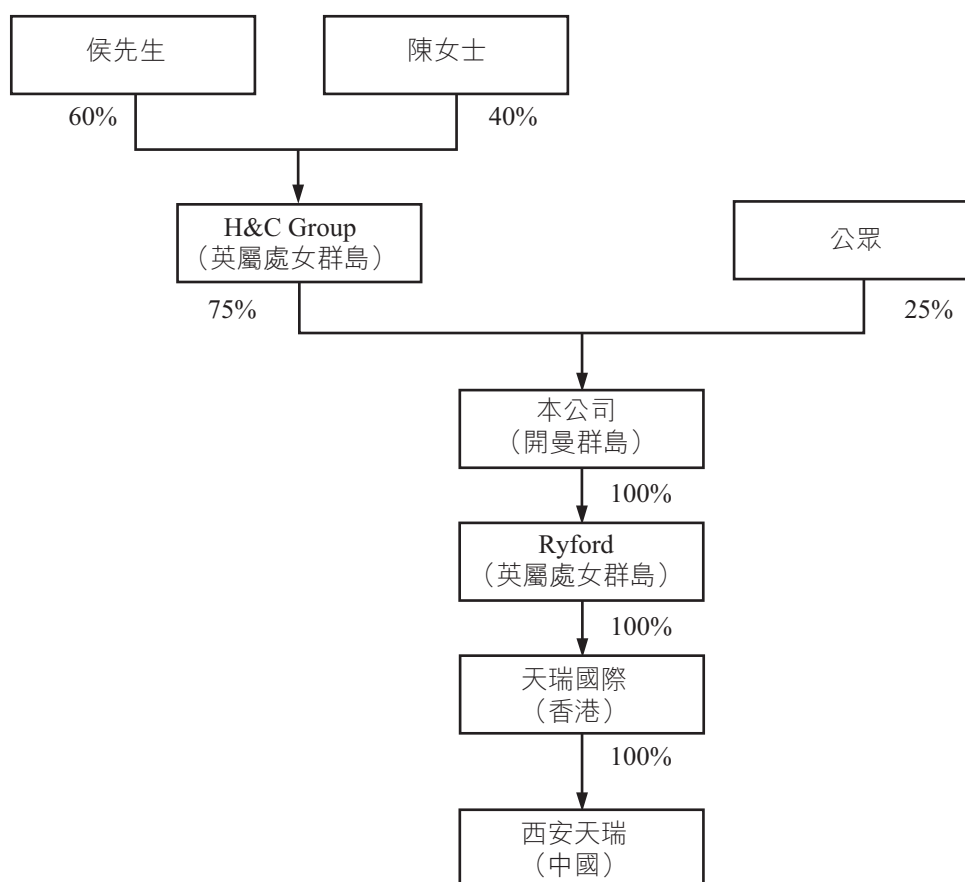 侯先生
陳女士
60%
40%
H&C Group
（英屬處女群島）
公眾
75%
25%
本公司
（開曼群島）
100%
Ryford
（英屬處女群島）
100%
天瑞國際
（香港）
100%
西安天瑞
（中國）